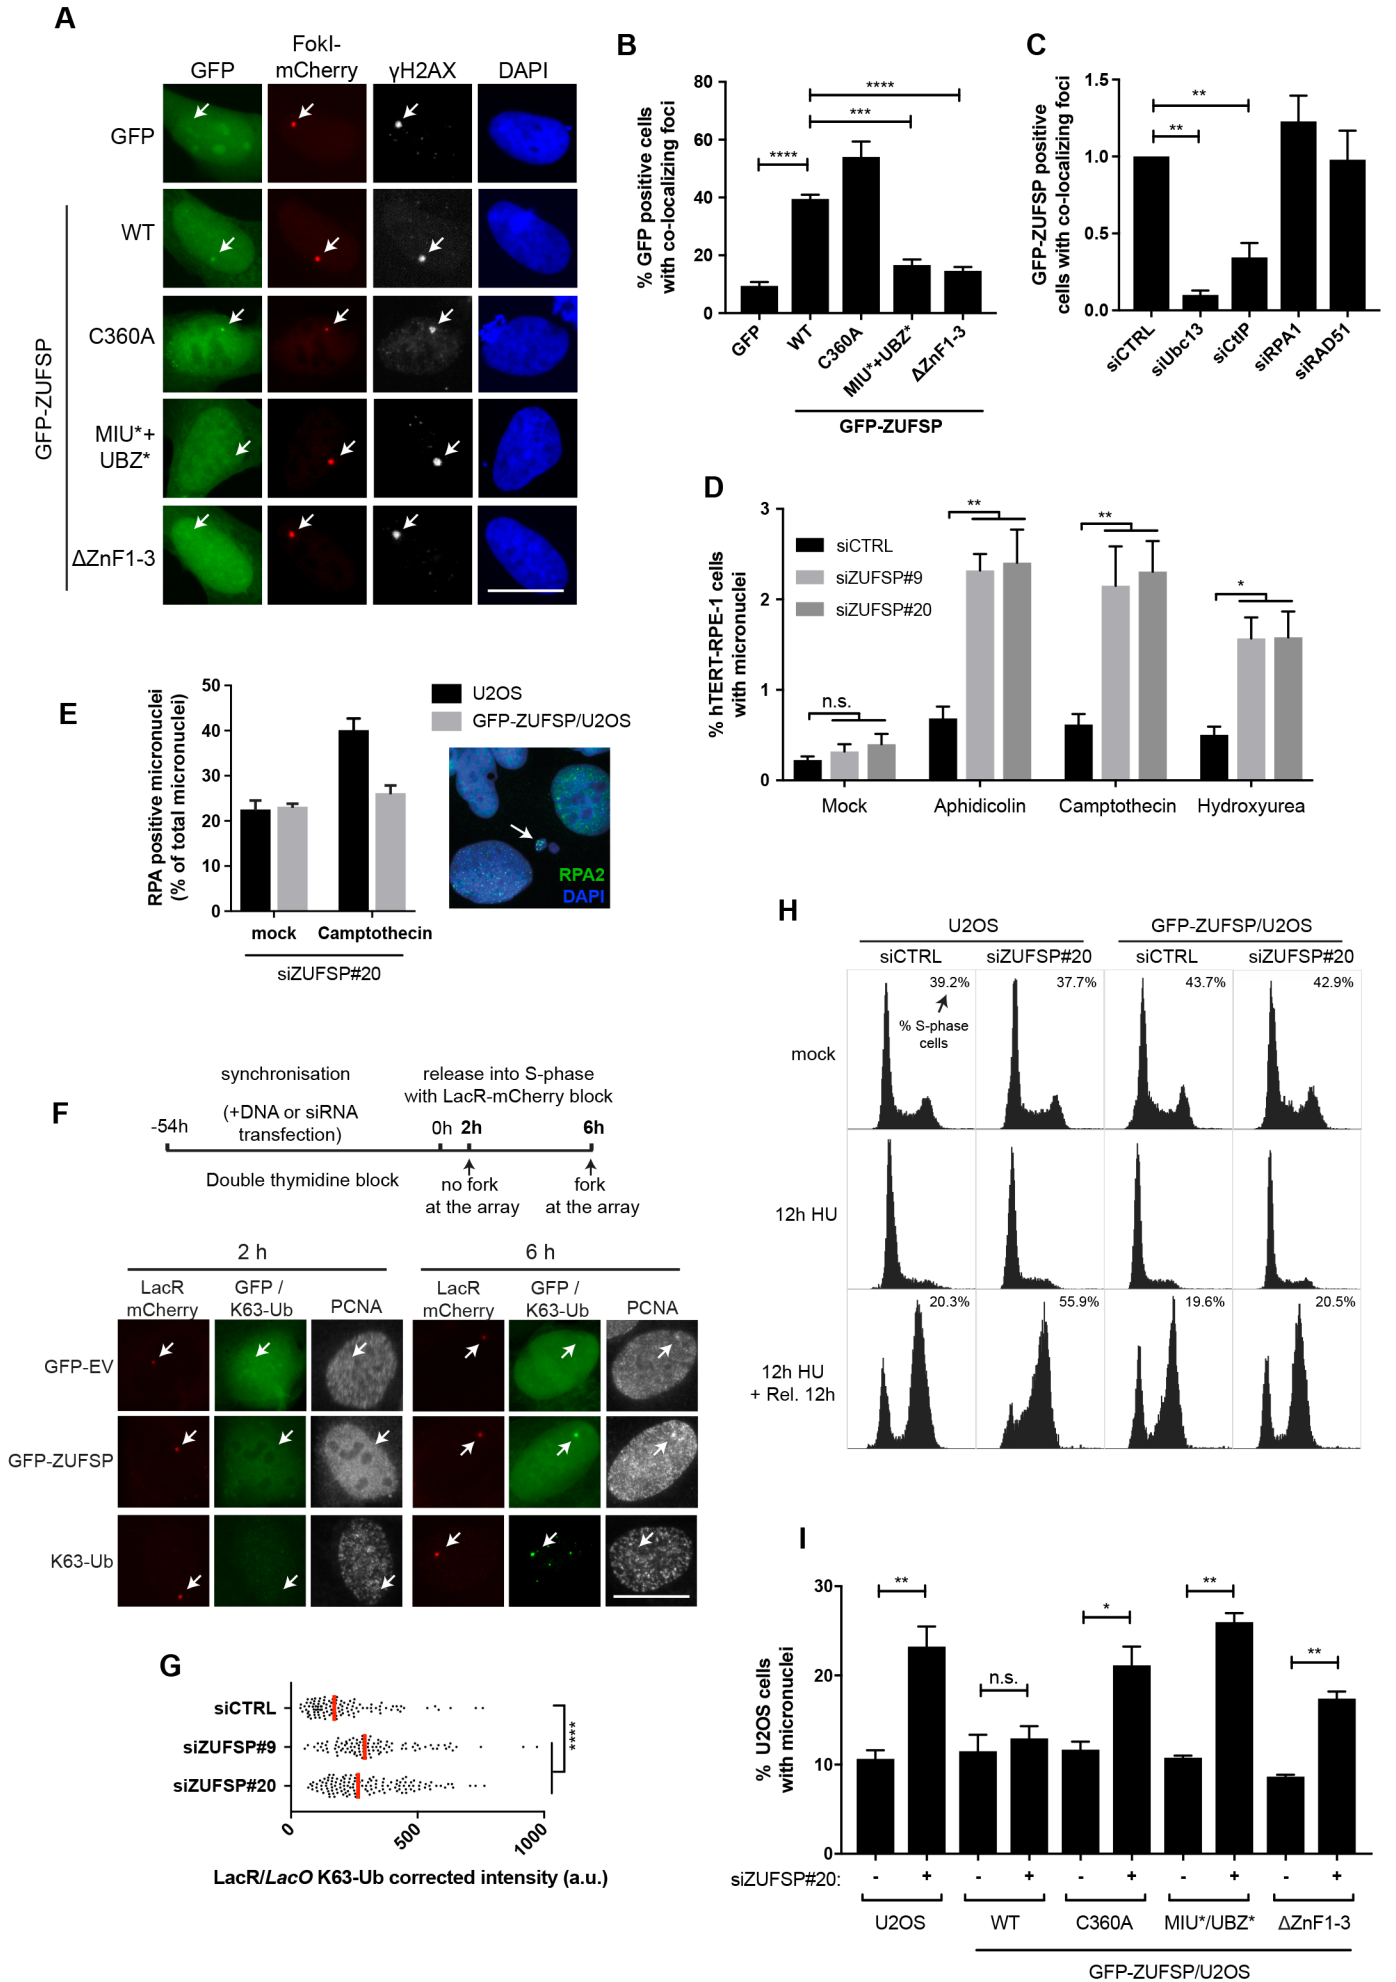 A
GFP
FokI-
mCherry
γH2AX
DAPI
GFP
WT
C360A
MIU*+
UBZ*
ΔZnF1-3
GFP-ZUFSP
B
% GFP positive cells
with co-localizing foci
80
60
40
20
0
****
****
***
GFP
WT
C360A
MIU*+UBZ*
ΔZnF1-3
GFP-ZUFSP
C
GFP-ZUFSP positive
cells with co-localizing foci
1.5
1.0
0.5
0.0
**
**
siCTRL
siUbc13
siCtIP
siRPA1
siRAD51
D
% hTERT-RPE-1 cells
with micronuclei
3
2
1
0
siCTRL
siZUFSP#9
siZUFSP#20
n.s.
**
**
*
Mock
Aphidicolin
Camptothecin
Hydroxyurea
E
RPA positive micronuclei
(% of total micronuclei)
50
40
30
20
10
0
U2OS
GFP-ZUFSP/U2OS
mock
Camptothecin
siZUFSP#20
RPA2
DAPI
F
synchronisation
(+DNA or siRNA
transfection)
release into S-phase
with LacR-mCherry block
-54h
0h
2h
6h
Double thymidine block
no fork
at the array
fork
at the array
2 h
6 h
LacR
mCherry
GFP /
K63-Ub
PCNA
LacR
mCherry
GFP /
K63-Ub
PCNA
GFP-EV
GFP-ZUFSP
K63-Ub
G
siCTRL
siZUFSP#9
siZUFSP#20
****
0
500
1000
LacR/LacO K63-Ub corrected intensity (a.u.)
H
U2OS
GFP-ZUFSP/U2OS
siCTRL
siZUFSP#20
siCTRL
siZUFSP#20
mock
39.2%
% S-phase
cells
37.7%
43.7%
42.9%
12h HU
12h HU
+ Rel. 12h
20.3%
55.9%
19.6%
20.5%
I
% U2OS cells
with micronuclei
30
20
10
0
**
n.s.
*
**
**
siZUFSP#20:
- + - + - + - + - +
U2OS
WT
C360A
MIU*/UBZ*
ΔZnF1-3
GFP-ZUFSP/U2OS